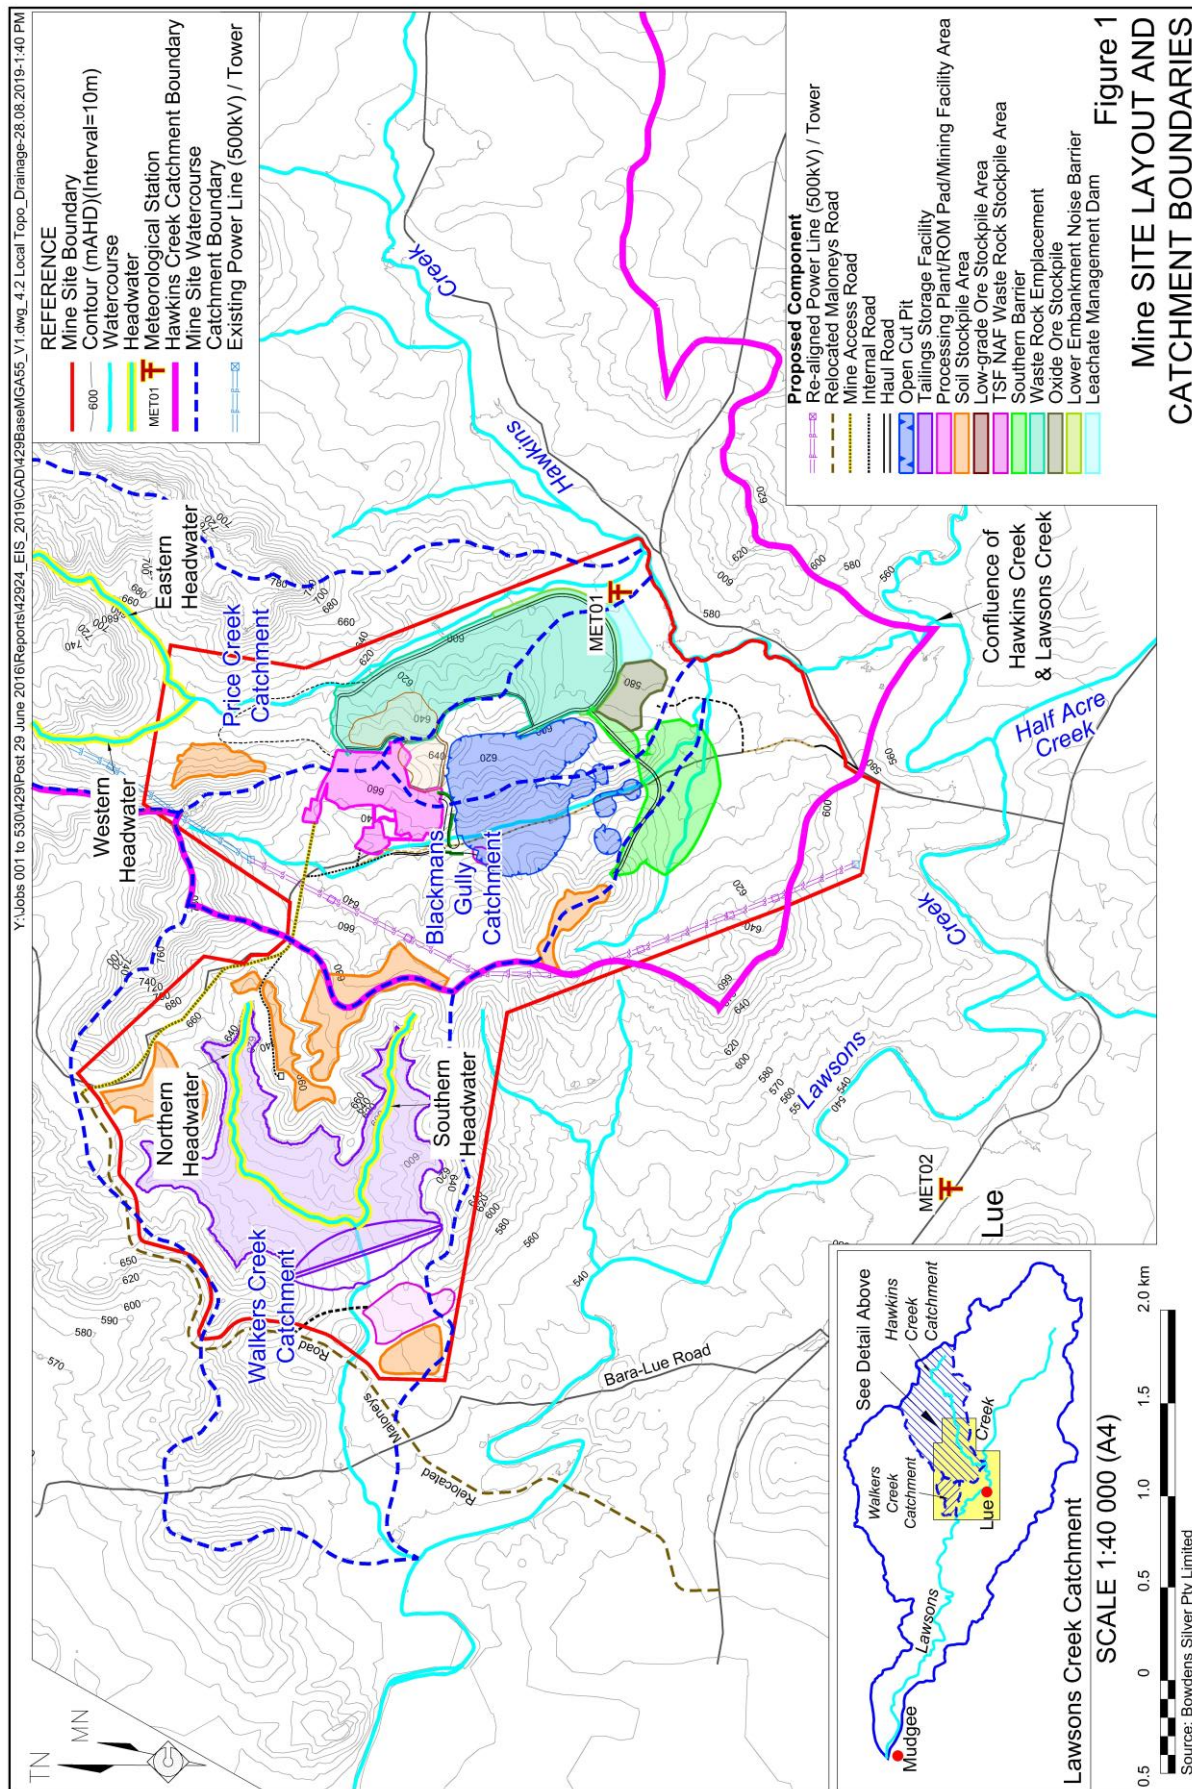 Y:\Jobs 001 to 530\429\Post 29 June 2016\Reports\42924_EIS_2019\CAD\429BaseMGA55_V1.dwg_4.2 Local Topo_Drainage-28.08.2019-1:40 PM
TN
MN
REFERENCE
Mine Site Boundary
600
Contour (mAHD)(Interval=10m)
Watercourse
Headwater
MET01
Meteorological Station
Hawkins Creek Catchment Boundary
Mine Site Watercourse
Catchment Boundary
Existing Power Line (500kV) / Tower
Western
Headwater
Eastern
Headwater
Price Creek
Catchment
Northern
Headwater
Southern
Headwater
Walkers Creek
Catchment
Blackmans
Gully
Catchment
Hawkins
Creek
MET01
Relocated
Maloneys
Road
Bara-Lue Road
Lawsons
Creek
Half Acre
Creek
Confluence of
Hawkins Creek
& Lawsons Creek
MET02
Lue
Proposed Component
Re-aligned Power Line (500kV) / Tower
Relocated Maloneys Road
Mine Access Road
Internal Road
Haul Road
Open Cut Pit
Tailings Storage Facility
Processing Plant/ROM Pad/Mining Facility Area
Soil Stockpile Area
Low-grade Ore Stockpile Area
TSF NAF Waste Rock Stockpile Area
Southern Barrier
Waste Rock Emplacement
Oxide Ore Stockpile
Lower Embankment Noise Barrier
Leachate Management Dam
See Detail Above
Walkers
Creek
Catchment
Hawkins
Creek
Catchment
Lawsons
Creek
Lue
Mudgee
Lawsons Creek Catchment
SCALE 1:40 000 (A4)
0.5
0
0.5
1.0
1.5
2.0 km
Source: Bowdens Silver Pty Limited
Figure 1
Mine SITE LAYOUT AND
CATCHMENT BOUNDARIES